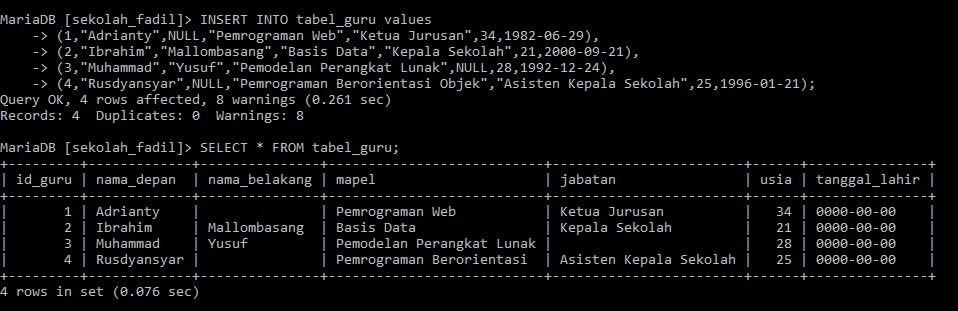 MariaDB [sekolah_fadil]> INSERT INTO tabel_guru values
    -> (1,"Adrianty",NULL,"Pemrograman Web","Ketua Jurusan",34,1982-06-29),
    -> (2,"Ibrahim","Mallombasang","Basis Data","Kepala Sekolah",21,2000-09-21),
    -> (3,"Muhammad","Yusuf","Pemodelan Perangkat Lunak",NULL,28,1992-12-24),
    -> (4,"Rusdyansyar",NULL,"Pemrograman Berorientasi Objek","Asisten Kepala Sekolah",25,1996-01-21);
Query OK, 4 rows affected, 8 warnings (0.261 sec)
Records: 4  Duplicates: 0  Warnings: 8

MariaDB [sekolah_fadil]> SELECT * FROM tabel_guru;
+---------+-------------+---------------+---------------------------+------------------------+------+---------------+
| id_guru | nama_depan  | nama_belakang | mapel                     | jabatan                | usia | tanggal_lahir |
+---------+-------------+---------------+---------------------------+------------------------+------+---------------+
|       1 | Adrianty    |               | Pemrograman Web           | Ketua Jurusan          |   34 | 0000-00-00    |
|       2 | Ibrahim     | Mallombasang  | Basis Data                | Kepala Sekolah         |   21 | 0000-00-00    |
|       3 | Muhammad    | Yusuf         | Pemodelan Perangkat Lunak |                        |   28 | 0000-00-00    |
|       4 | Rusdyansyar |               | Pemrograman Berorientasi  | Asisten Kepala Sekolah |   25 | 0000-00-00    |
+---------+-------------+---------------+---------------------------+------------------------+------+---------------+
4 rows in set (0.076 sec)